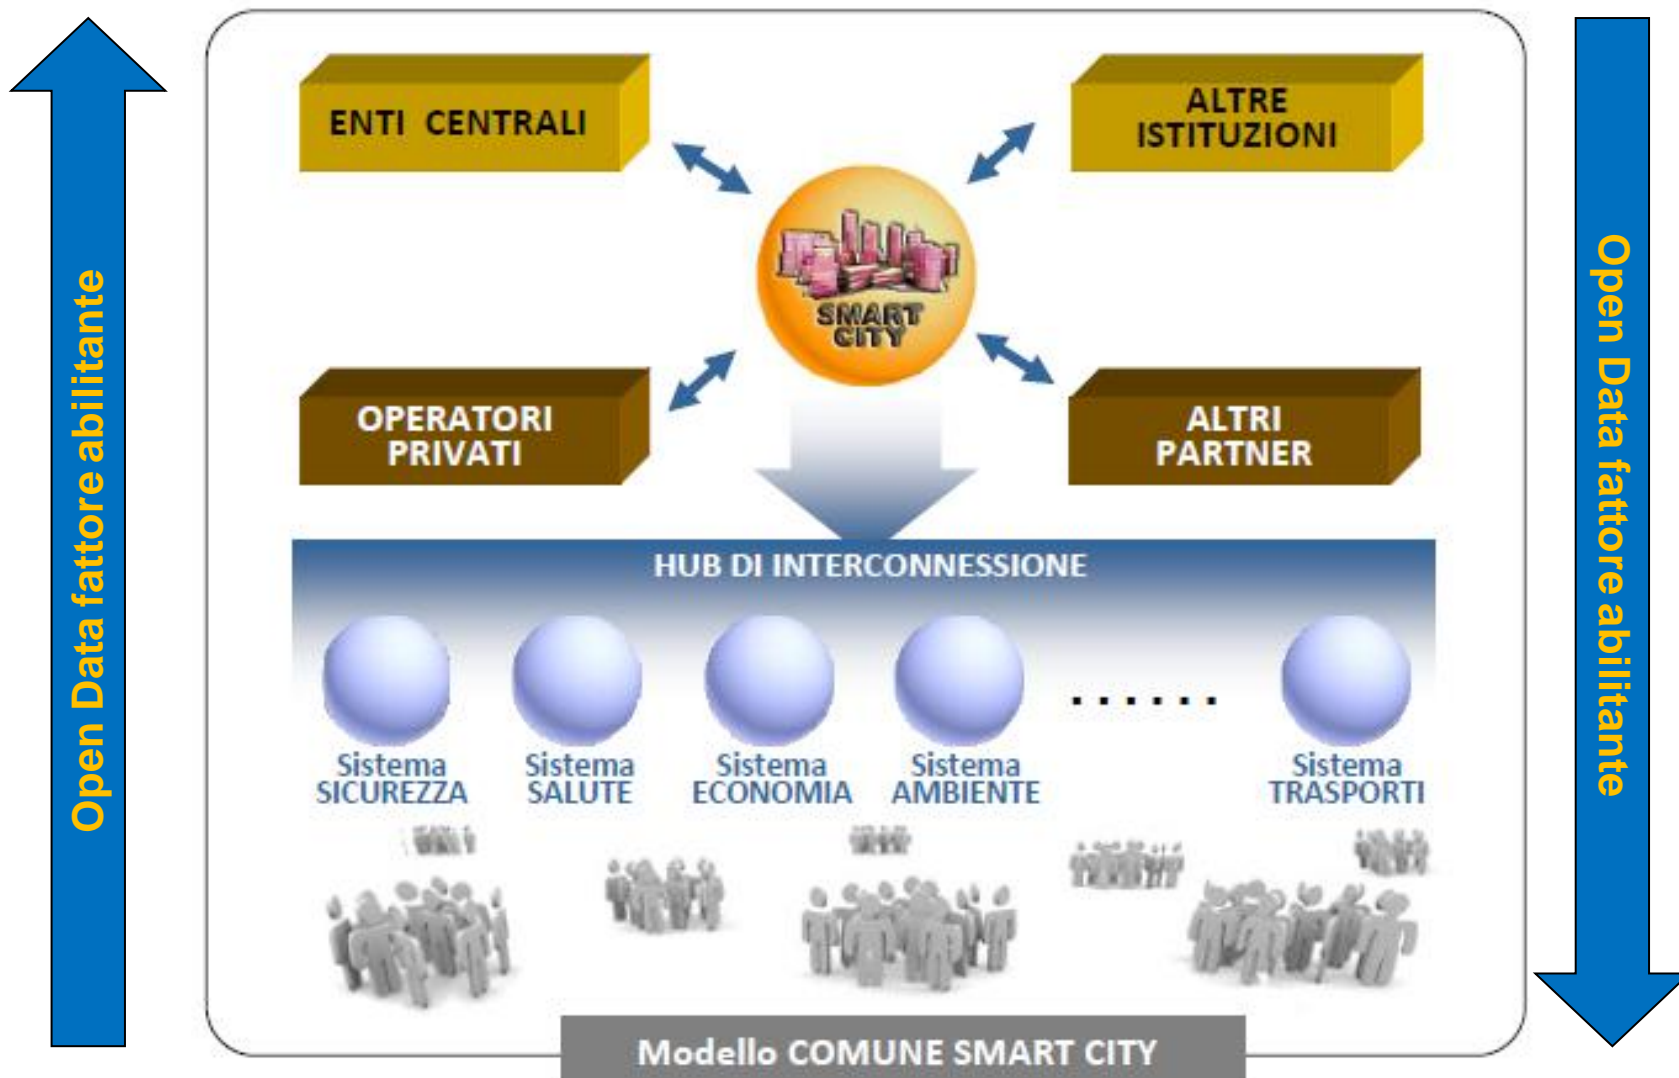 Open Data fattore abilitante
ENTI CENTRALI
ALTRE
ISTITUZIONI
SMART
CITY
OPERATORI
PRIVATI
ALTRI
PARTNER
HUB DI INTERCONNESSIONE
......
Sistema
SICUREZZA
Sistema
SALUTE
Sistema
ECONOMIA
Sistema
AMBIENTE
Sistema
TRASPORTI
Modello COMUNE SMART CITY
Open Data fattore abilitante